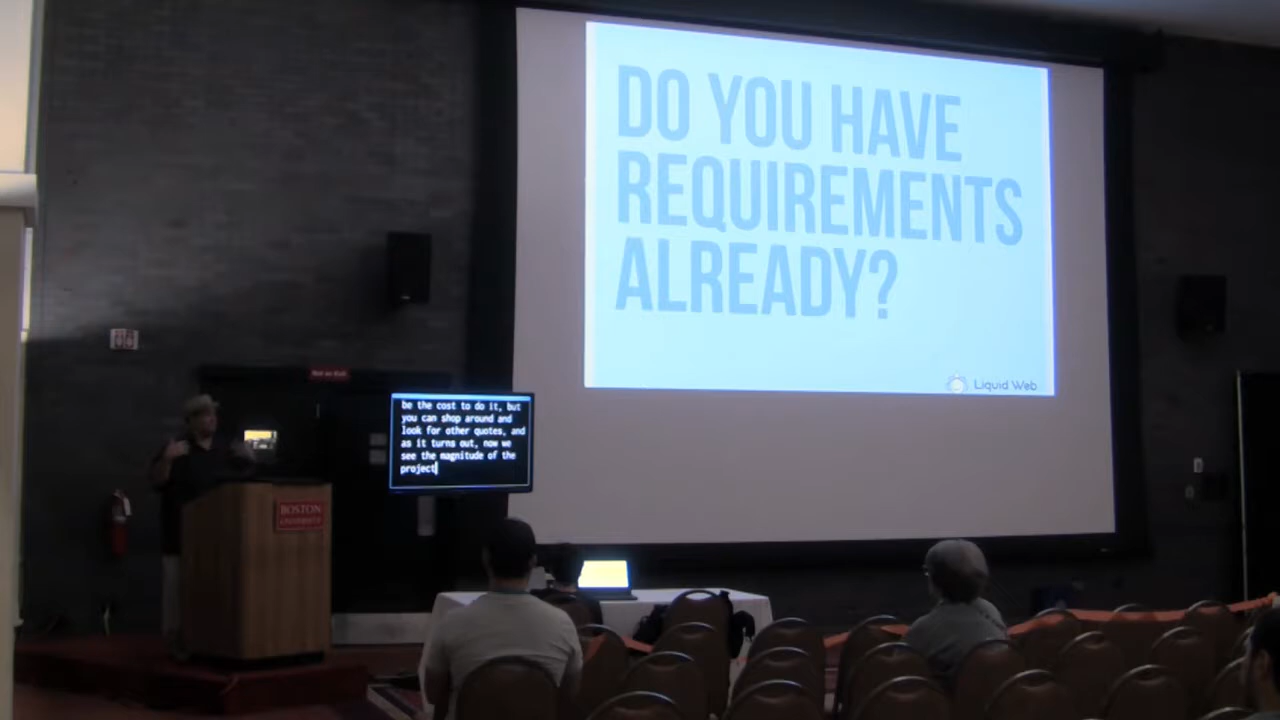 DO YOU HAVE
REQUIREMENTS
ALREADY?
Liquid Web
be the cost to do it, but
you can shop around and
look for other quotes, and
as it turns out, now we
see the magnitude of the
project
BOSTON
UNIVERSITY